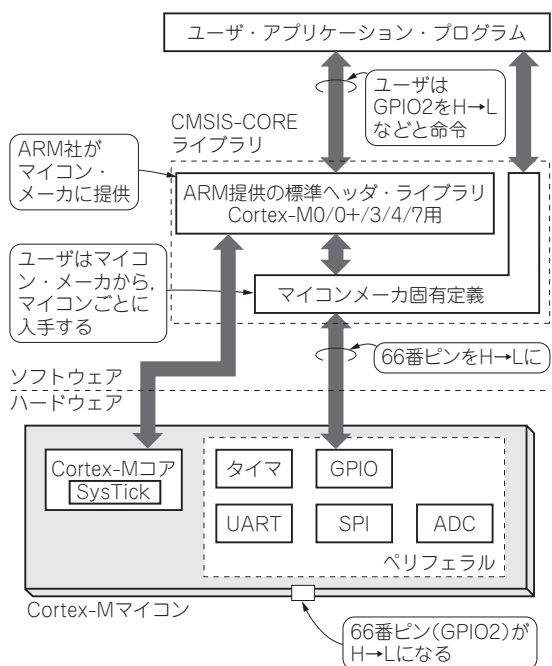 ユーザ・アプリケーション・プログラム
ユーザは
GPIO2をH→L
などと命令
CMSIS-CORE
ライブラリ
ARM社が
マイコン・
メーカに提供
ARM提供の標準ヘッダ・ライブラリ
Cortex-M0/0+/3/4/7用
ユーザはマイコ
ン・メーカから,
マイコンごとに
入手する
マイコンメーカ固有定義
66番ピンをH→Lに
ソフトウェア
ハードウェア
Cortex-Mコア
SysTick
タイマ
GPIO
UART
SPI
ADC
ペリフェラル
Cortex-Mマイコン
66番ピン(GPIO2)が
H→Lになる